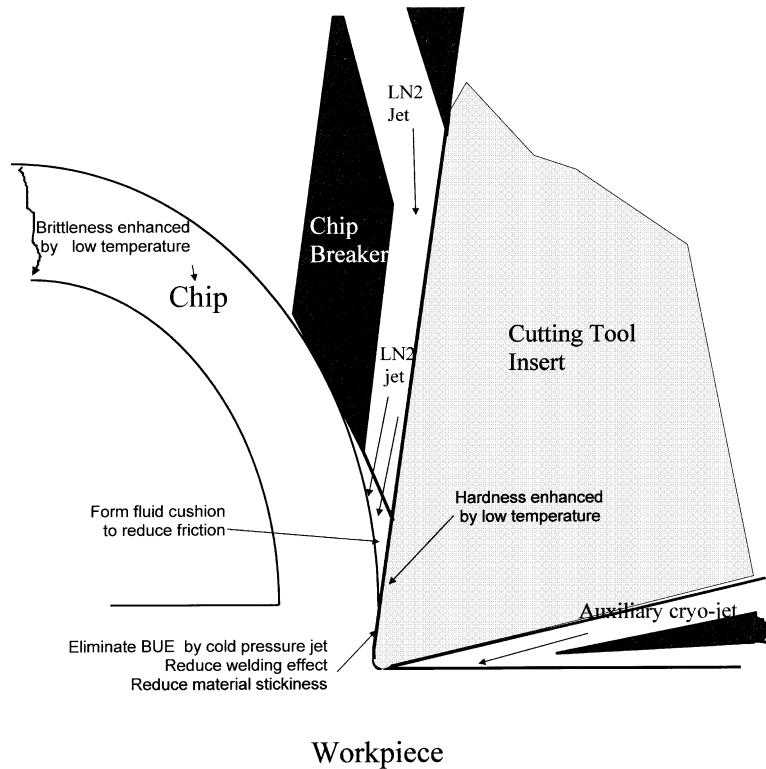 LN2
Jet
Brittleness enhanced
by low temperature
Chip
Chip
Breaker
Cutting Tool
Insert
LN2
jet
Form fluid cushion
to reduce friction
Hardness enhanced
by low temperature
Auxiliary cryo-jet
Eliminate BUE by cold pressure jet
Reduce welding effect
Reduce material stickiness
Workpiece